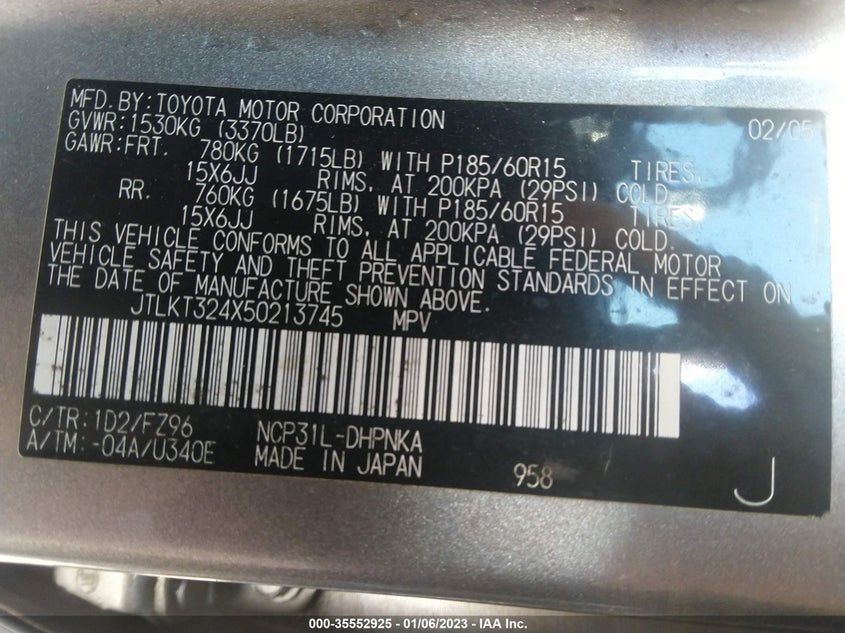 MFD.BY:TOYOTA MOTOR CORPORATION 02/05
GVWR:1530KG (3370LB)
GAWR:FRT. 780KG (1715LB) WITH P185/60R15 TIRES,
15X6JJ RIMS, AT 200KPA (29PSI) COLD.
RR. 760KG (1675LB) WITH P185/60R15 TIRES,
15X6JJ RIMS, AT 200KPA (29PSI) COLD.
THIS VEHICLE CONFORMS TO ALL APPLICABLE FEDERAL MOTOR
VEHICLE SAFETY AND THEFT PREVENTION STANDARDS IN EFFECT ON
THE DATE OF MANUFACTURE SHOWN ABOVE.
JTLKT324X50213745 MPV
C/TR:1D2/FZ96 NCP31L-DHPNKA
A/TM:-04A/U340E MADE IN JAPAN 958 J
000-35552925 - 01/06/2023 - IAA Inc.